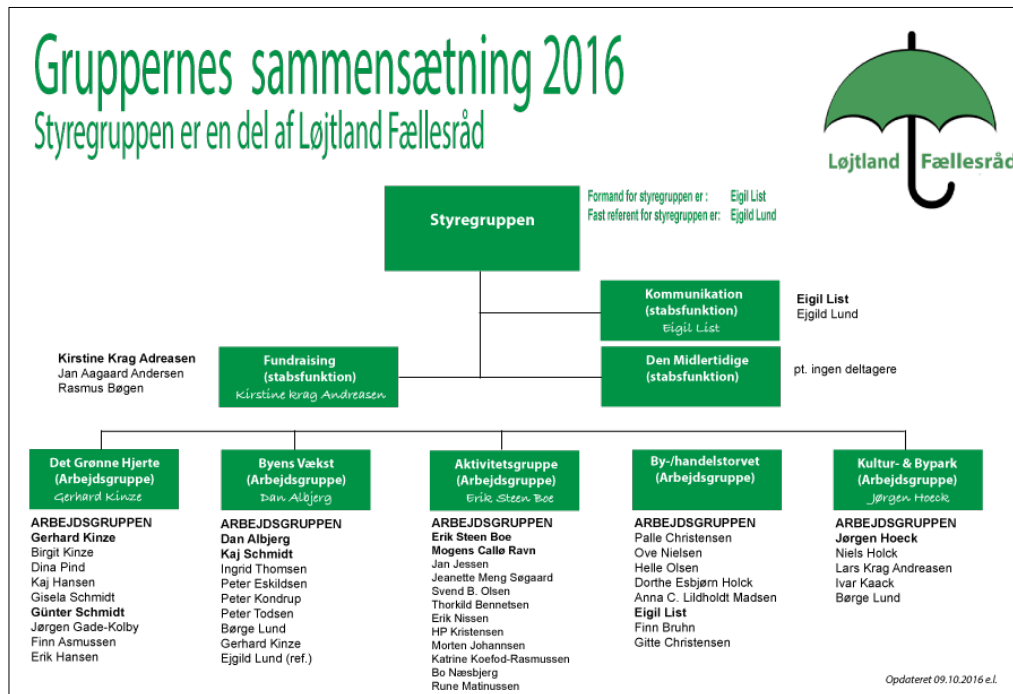 Gruppernes sammensætning 2016
Styregruppen er en del af Løjtland Fællesråd
Løjtland Fællesråd
Styregruppen
Formand for styregruppen er : Eigil List
Fast referent for styregruppen er: Ejgild Lund
Kommunikation
(stabsfunktion)
Eigil List
Eigil List
Ejgild Lund
Kirstine Krag Adreasen
Jan Aagaard Andersen
Rasmus Bøgen
Fundraising
(stabsfunktion)
Kirstine krag Andreasen
Den Midlertidige
(stabsfunktion)
pt. ingen deltagere
Det Grønne Hjerte
(Arbejdsgruppe)
Gerhard Kinze
ARBEJDSGRUPPEN
Gerhard Kinze
Birgit Kinze
Dina Pind
Kaj Hansen
Gisela Schmidt
Günter Schmidt
Jørgen Gade-Kolby
Finn Asmussen
Erik Hansen
Byens Vækst
(Arbejdsgruppe)
Dan Albjerg
ARBEJDSGRUPPEN
Dan Albjerg
Kaj Schmidt
Ingrid Thomsen
Peter Eskildsen
Peter Kondrup
Peter Todsen
Børge Lund
Gerhard Kinze
Ejgild Lund (ref.)
Aktivitetsgruppe
(Arbejdsgruppe)
Erik Steen Boe
ARBEJDSGRUPPEN
Erik Steen Boe
Mogens Callø Ravn
Jan Jessen
Jeanette Meng Søgaard
Svend B. Olsen
Thorkild Bennetsen
Erik Nissen
HP Kristensen
Morten Johannsen
Katrine Koefod-Rasmussen
Bo Næsbjerg
Rune Matinussen
By-/handelstorvet
(Arbejdsgruppe)
ARBEJDSGRUPPEN
Palle Christensen
Ove Nielsen
Helle Olsen
Dorthe Esbjørn Holck
Anna C. Lildholdt Madsen
Eigil List
Finn Bruhn
Gitte Christensen
Kultur- & Bypark
(Arbejdsgruppe)
Jørgen Hoeck
ARBEJDSGRUPPEN
Jørgen Hoeck
Niels Holck
Lars Krag Andreasen
Ivar Kaack
Børge Lund
Opdateret 09.10.2016 e.l.